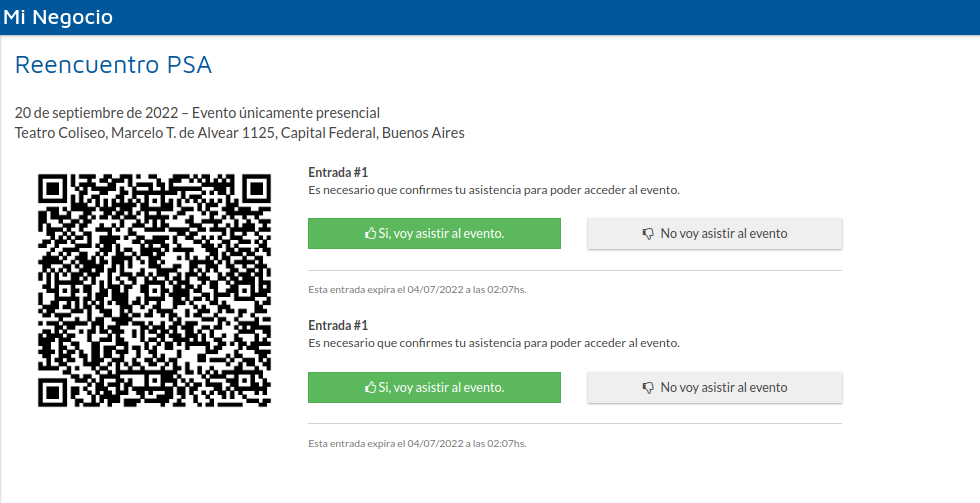 Mi Negocio
Reencuentro PSA
20 de septiembre de 2022 – Evento únicamente presencial
Teatro Coliseo, Marcelo T. de Alvear 1125, Capital Federal, Buenos Aires
Entrada #1
Es necesario que confirmes tu asistencia para poder acceder al evento.
Si, voy asistir al evento.
No voy asistir al evento
Esta entrada expira el 04/07/2022 a las 02:07hs.
Entrada #1
Es necesario que confirmes tu asistencia para poder acceder al evento.
Si, voy asistir al evento.
No voy asistir al evento
Esta entrada expira el 04/07/2022 a las 02:07hs.